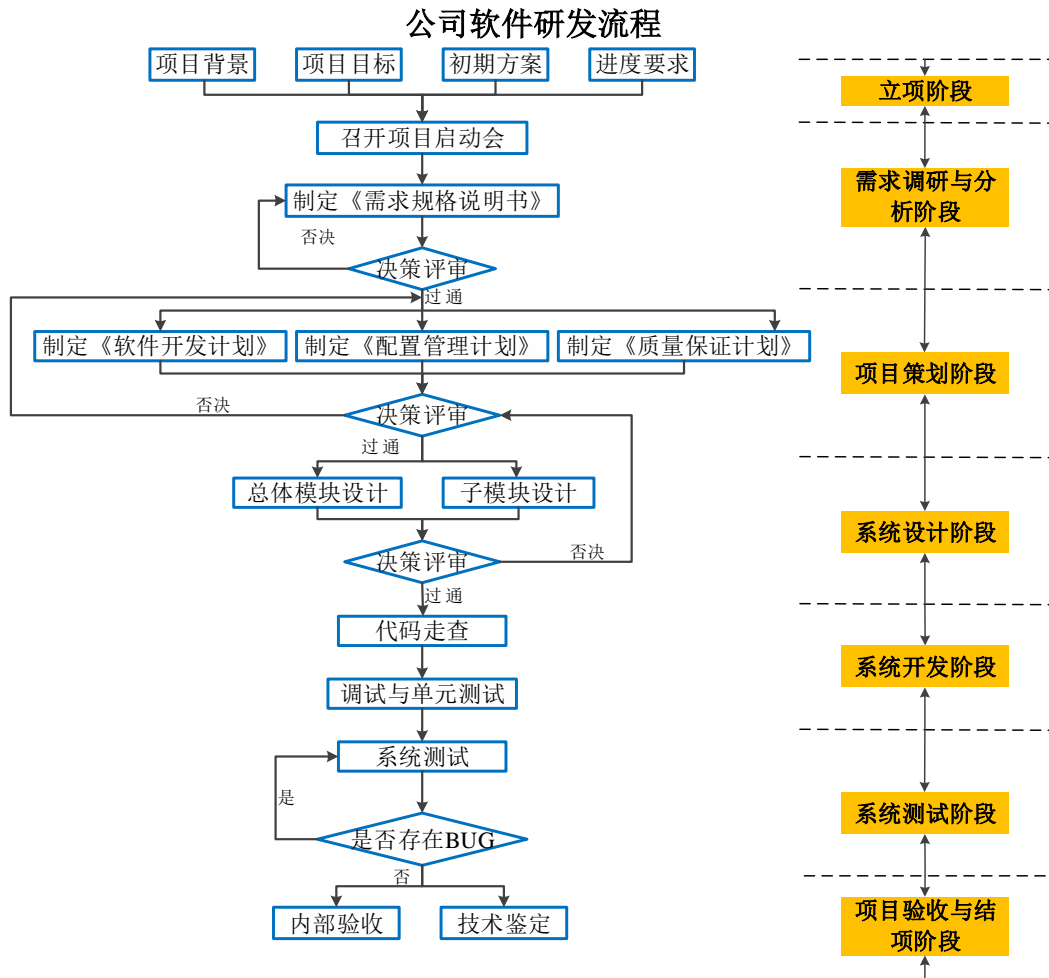 公司软件研发流程
项目背景
项目目标
初期方案
进度要求
立项阶段
召开项目启动会
需求调研与分
析阶段
制定《需求规格说明书》
否决
决策评审
过通
制定《软件开发计划》
制定《配置管理计划》
制定《质量保证计划》
项目策划阶段
否决
决策评审
过通
总体模块设计
子模块设计
系统设计阶段
决策评审
否决
过通
代码走查
系统开发阶段
调试与单元测试
系统测试
是
系统测试阶段
是否存在BUG
否
内部验收
技术鉴定
项目验收与结
项阶段